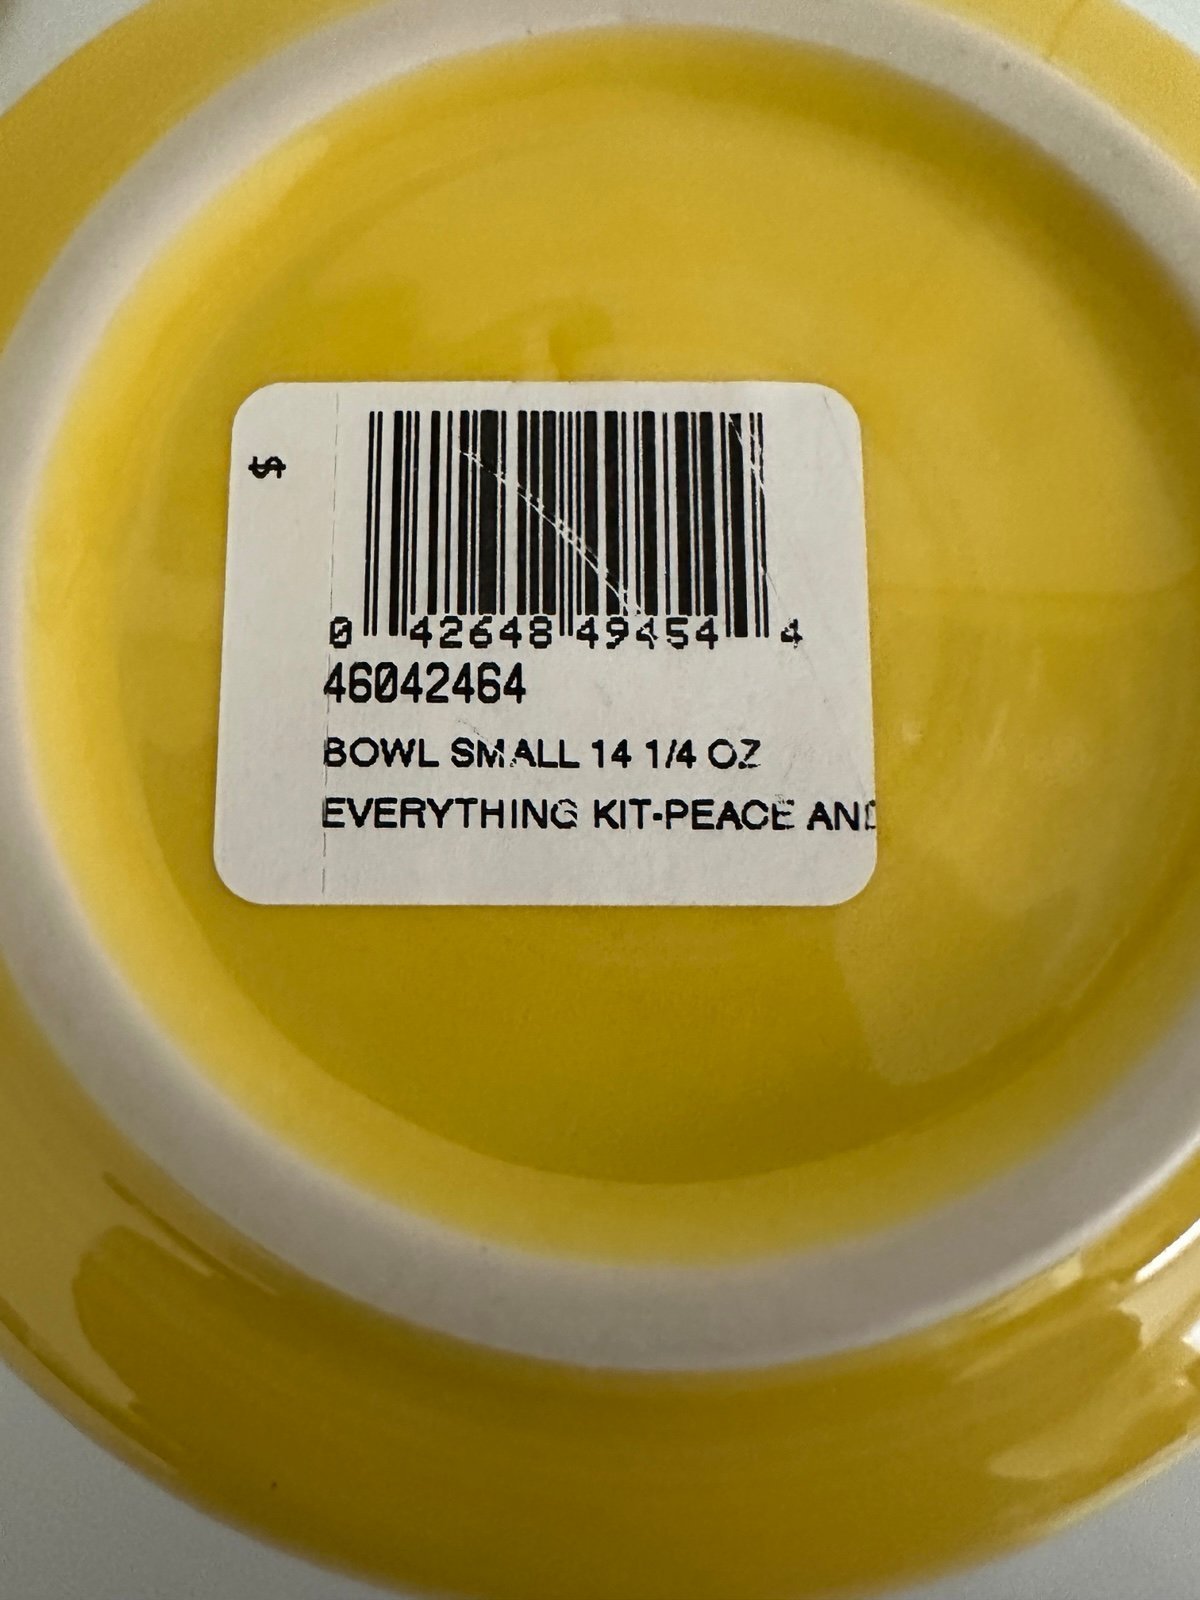 $
0 42648 49454 4
46042464
BOWL SMALL 14 1/4 OZ
EVERYTHING KIT-PEACE AND